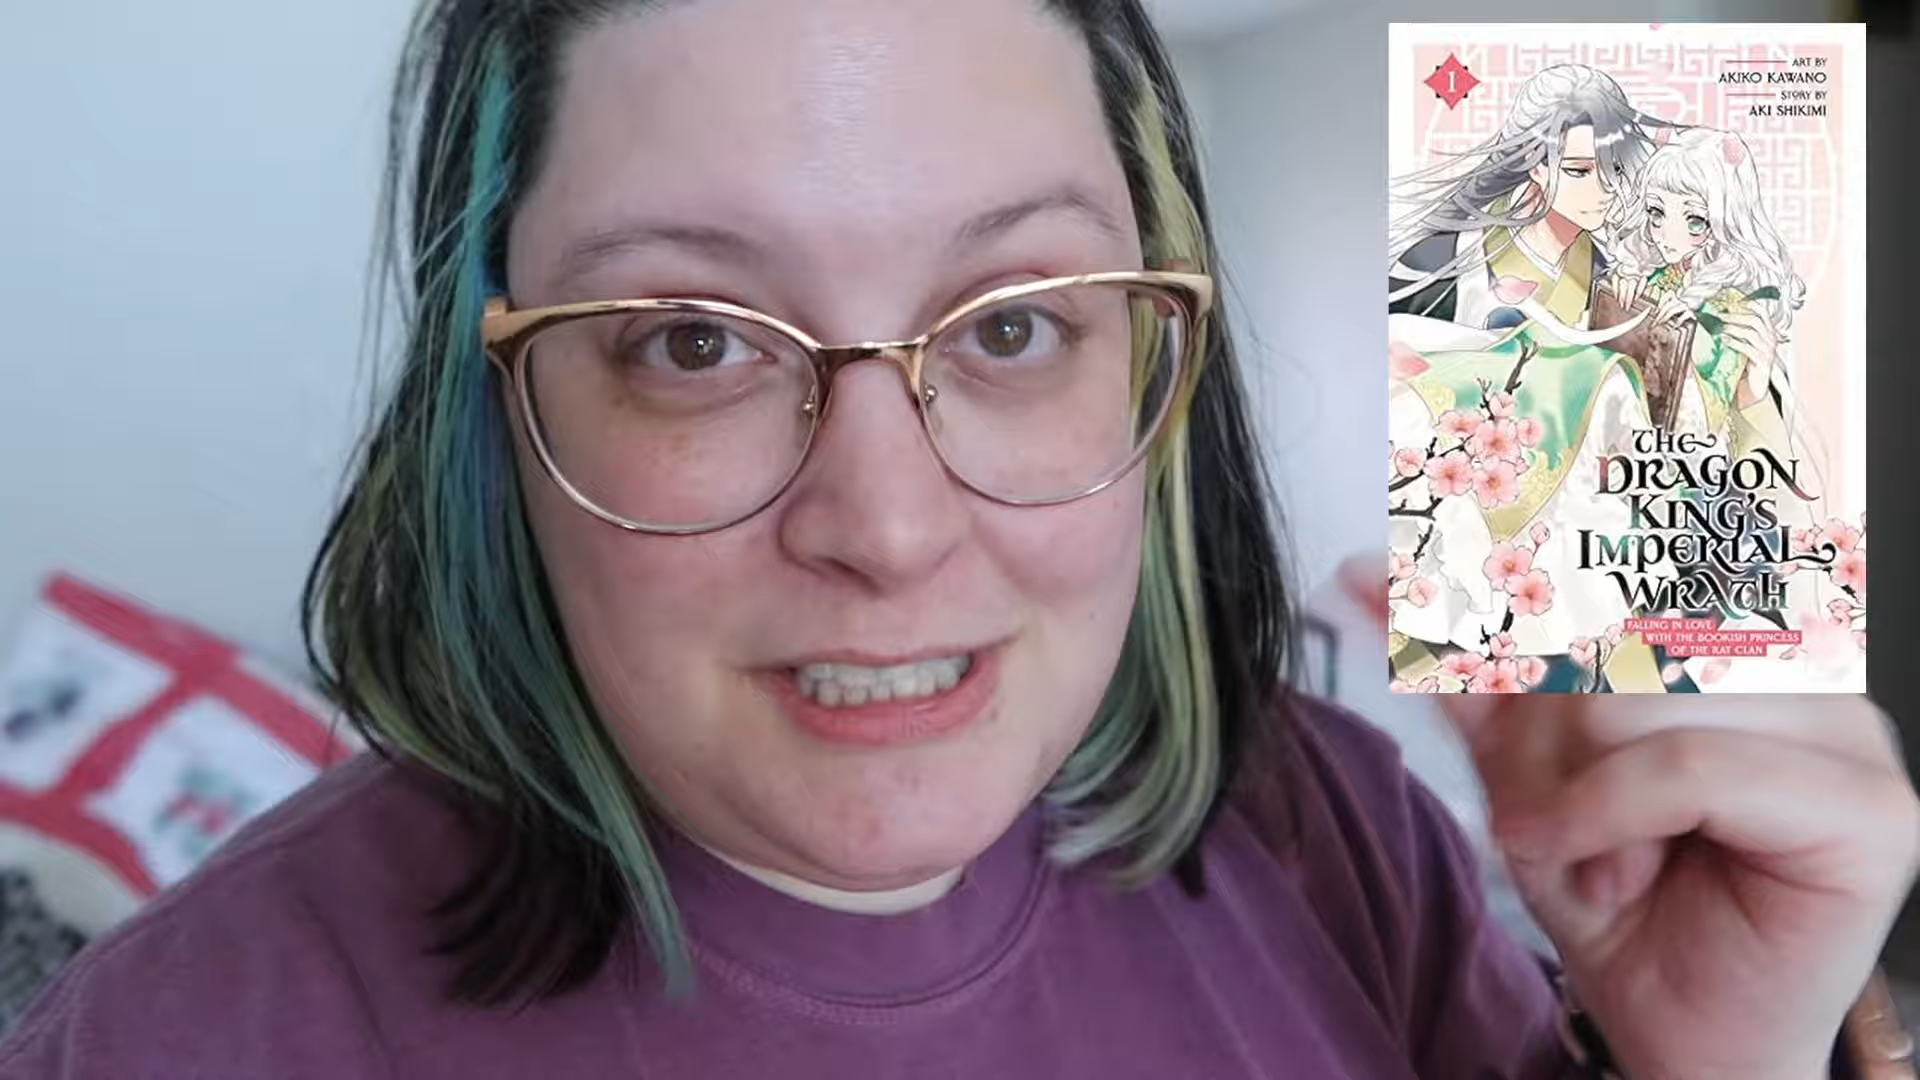 1
ART BY
AKIKO KAWANO
STORY BY
AKI SHIKIMI
THE
DRAGON
KING'S
IMPERIAL
WRATH
FALLING IN LOVE
WITH THE BOOKISH PRINCESS
OF THE RAT CLAN